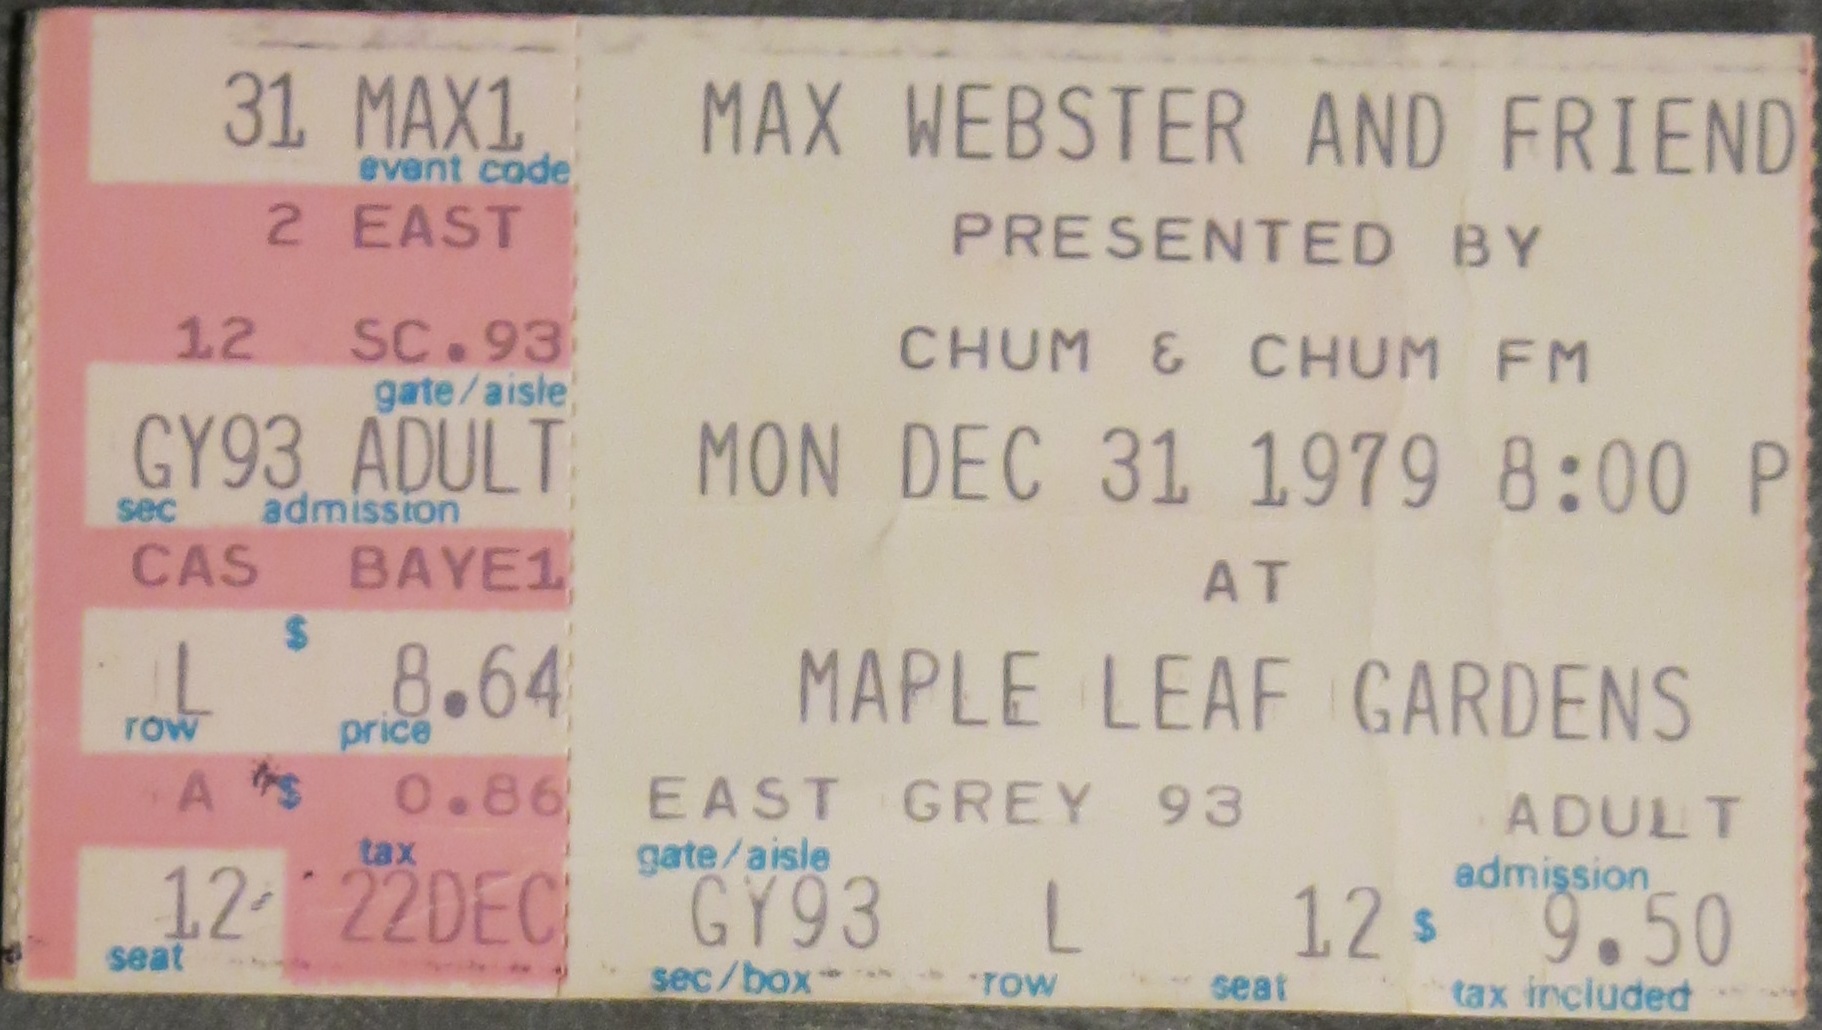 31 MAX1
event code
2 EAST
12 SC.93
gate/aisle
GY93 ADULT
sec admission
CAS BAYE1
L $ 8.64
row price
A $ 0.86
tax
12 22DEC
seat
MAX WEBSTER AND FRIEND
PRESENTED BY
CHUM & CHUM FM
MON DEC 31 1979 8:00 P
AT
MAPLE LEAF GARDENS
EAST GREY 93 ADULT
gate/aisle admission
GY93 L 12 $ 9.50
sec/box row seat tax included